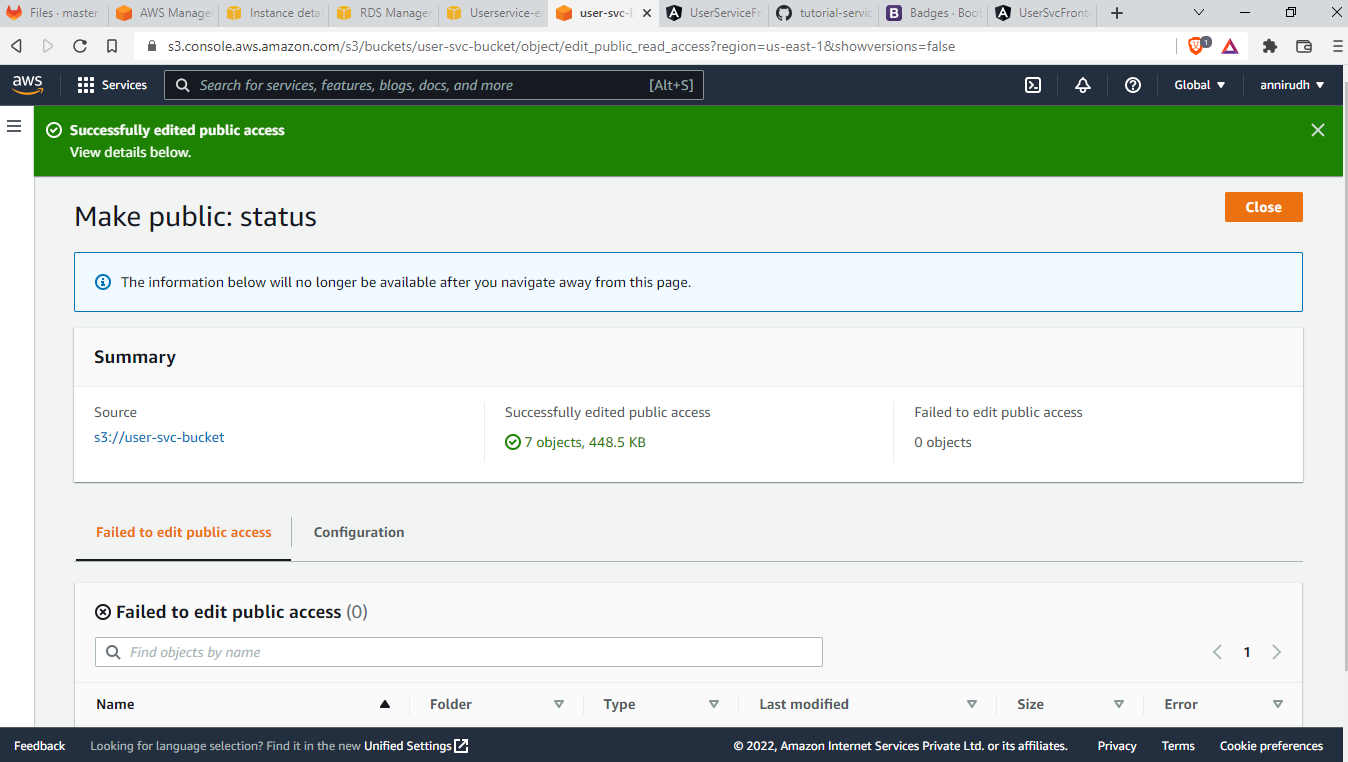 Files · master
AWS Manage
Instance deta
RDS Manager
Userservice-e
user-svc-b
UserServiceFr
tutorial-servic
Badges · Boot
UserSvcFront
s3.console.aws.amazon.com/s3/buckets/user-svc-bucket/object/edit_public_read_access?region=us-east-1&showversions=false
1
aws
Services
Search for services, features, blogs, docs, and more
[Alt+S]
Global
annirudh
Successfully edited public access
View details below.
Make public: status
Close
The information below will no longer be available after you navigate away from this page.
Summary
Source
s3://user-svc-bucket
Successfully edited public access
7 objects, 448.5 KB
Failed to edit public access
0 objects
Failed to edit public access
Configuration
Failed to edit public access (0)
Find objects by name
1
Name
Folder
Type
Last modified
Size
Error
Feedback
Looking for language selection? Find it in the new Unified Settings
© 2022, Amazon Internet Services Private Ltd. or its affiliates.
Privacy
Terms
Cookie preferences